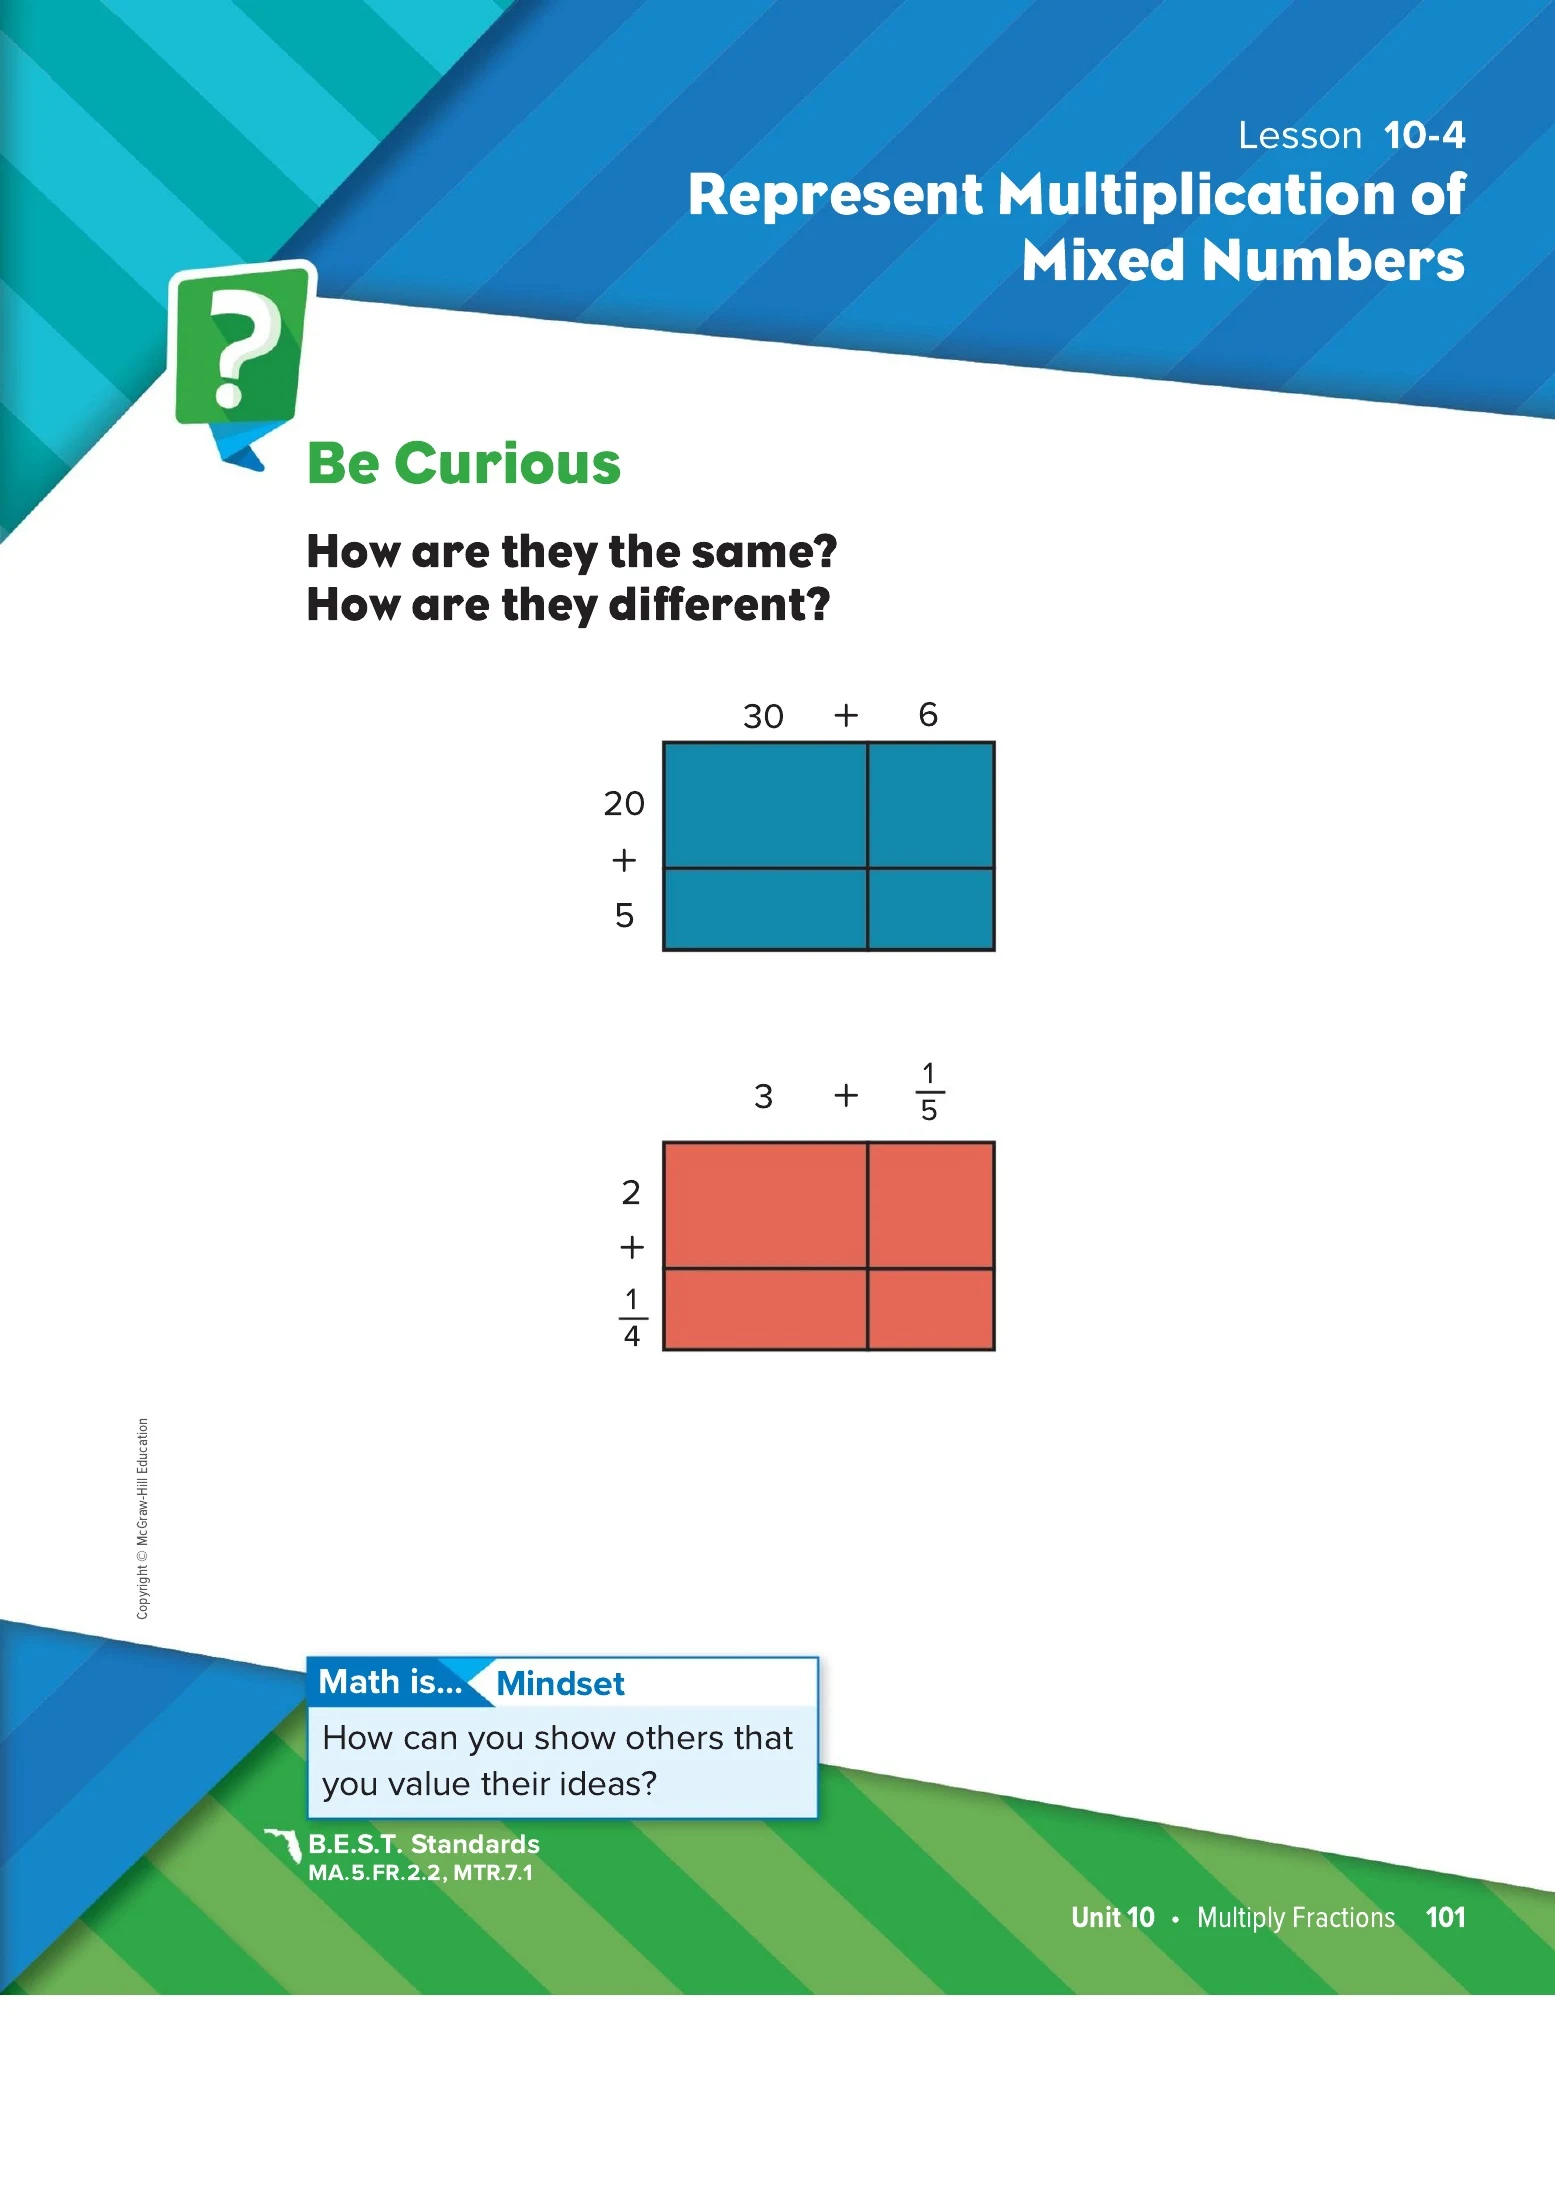 Lesson 10-4
Represent Multiplication of
Mixed Numbers
?
Be Curious
How are they the same?
How are they different?
30 + 6
20
+
5
3 + 1/5
2
+
1/4
Copyright © McGraw-Hill Education
Math is... Mindset
How can you show others that
you value their ideas?
B.E.S.T. Standards
MA.5.FR.2.2, MTR.7.1
Unit 10 • Multiply Fractions 101